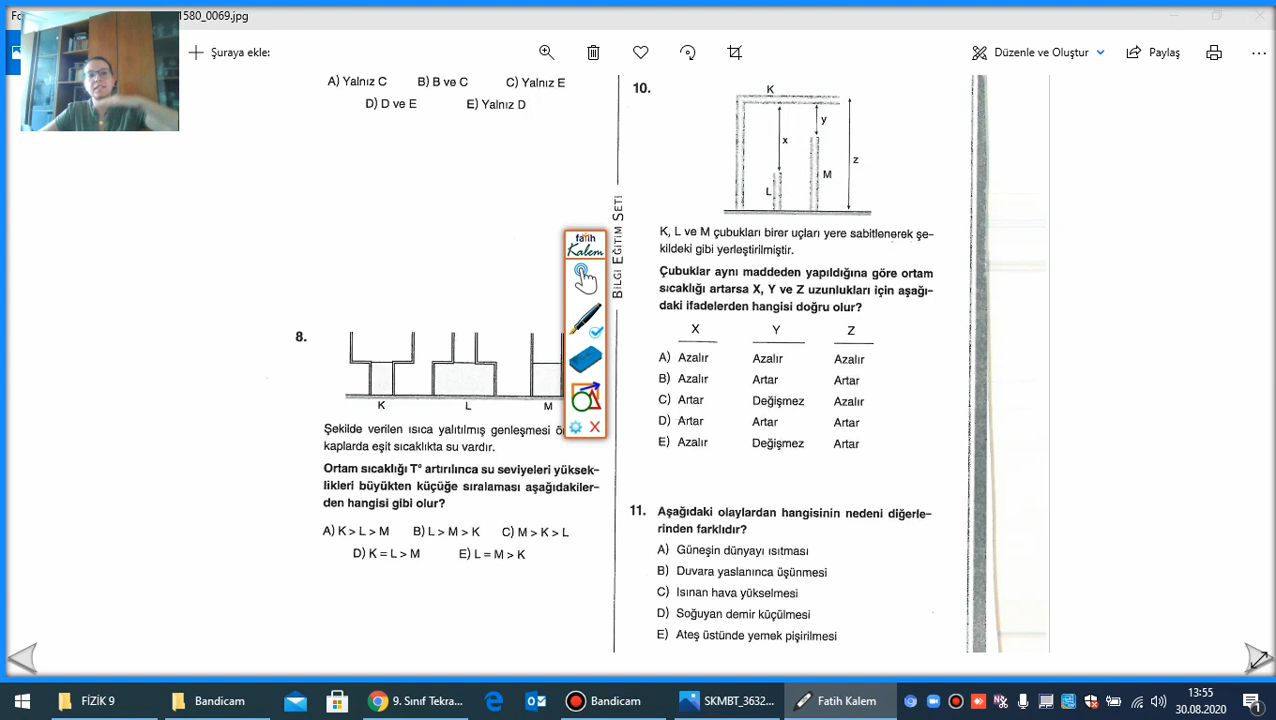 1580_0069.jpg
Şuraya ekle:
Düzenle ve Oluştur
Paylaş
A) Yalnız C B) B ve C C) Yalnız E
D) D ve E E) Yalnız D
8.
K L M
Şekilde verilen ısıca yalıtılmış genleşmesi
kaplarda eşit sıcaklıkta su vardır.
Ortam sıcaklığı T° artırılınca su seviyeleri yüksek-
likleri büyükten küçüğe sıralaması aşağıdakiler-
den hangisi gibi olur?
A) K > L > M B) L > M > K C) M > K > L
D) K = L > M E) L = M > K
fatih
Kalem
BİLGİ EĞİTİM SETİ
10.
K
y
x
z
M
L
K, L ve M çubukları birer uçları yere sabitlenerek şe-
kildeki gibi yerleştirilmiştir.
Çubuklar aynı maddeden yapıldığına göre ortam
sıcaklığı artarsa X, Y ve Z uzunlukları için aşağı-
daki ifadelerden hangisi doğru olur?
X Y Z
A) Azalır Azalır Azalır
B) Azalır Artar Artar
C) Artar Değişmez Azalır
D) Artar Artar Artar
E) Azalır Değişmez Artar
11. Aşağıdaki olaylardan hangisinin nedeni diğerle-
rinden farklıdır?
A) Güneşin dünyayı ısıtması
B) Duvara yaslanınca üşünmesi
C) Isınan hava yükselmesi
D) Soğuyan demir küçülmesi
E) Ateş üstünde yemek pişirilmesi
FİZİK 9
Bandicam
9. Sınıf Tekra...
Bandicam
SKMBT_3632...
Fatih Kalem
13:55
30.08.2020